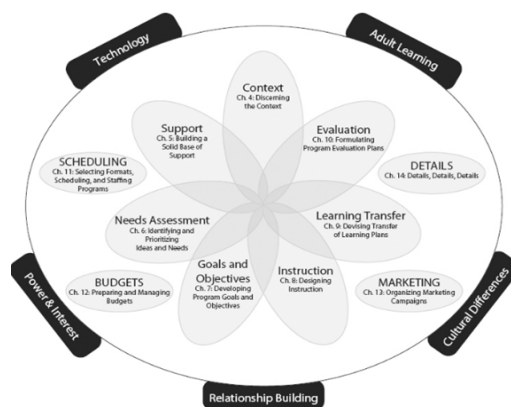 Technology
Adult Learning
Context
Ch. 4: Discerning
the Context
Support
Ch. 5: Building a
Solid Base of
Support
Evaluation
Ch. 10: Formulating
Program Evaluation Plans
SCHEDULING
Ch. 11: Selecting Formats,
Scheduling, and Staffing
Programs
DETAILS
Ch. 14: Details, Details, Details
Needs Assessment
Ch. 6: Identifying and
Prioritizing
Ideas and Needs
Learning Transfer
Ch. 9: Devising Transfer
of Learning Plans
Goals and
Objectives
Ch. 7: Developing
Program Goals and
Objectives
Instruction
Ch. 8: Designing
Instruction
BUDGETS
Ch. 12: Preparing and Managing
Budgets
MARKETING
Ch. 13: Organizing Marketing
Campaigns
Power & Interest
Cultural Differences
Relationship Building